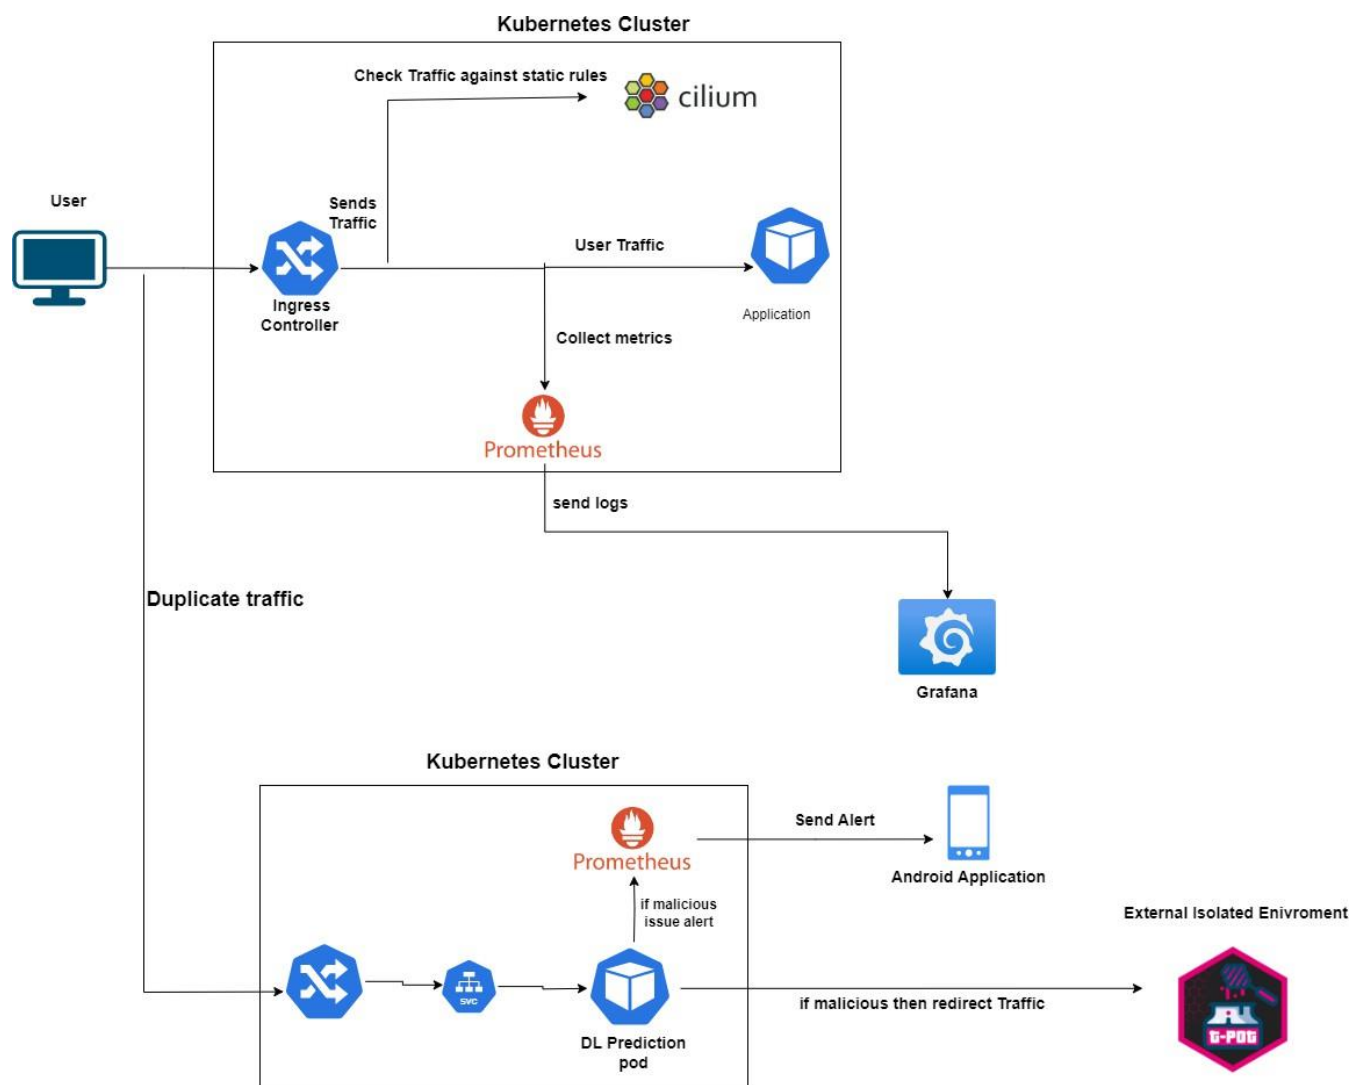 Kubernetes Cluster
Check Traffic against static rules
cilium
User
Sends
Traffic
User Traffic
Ingress
Controller
Application
Collect metrics
Prometheus
send logs
Duplicate traffic
Grafana
Kubernetes Cluster
Prometheus
Send Alert
Android Application
if malicious
issue alert
External Isolated Enivroment
SVC
DL Prediction
pod
if malicious then redirect Traffic
t-pot